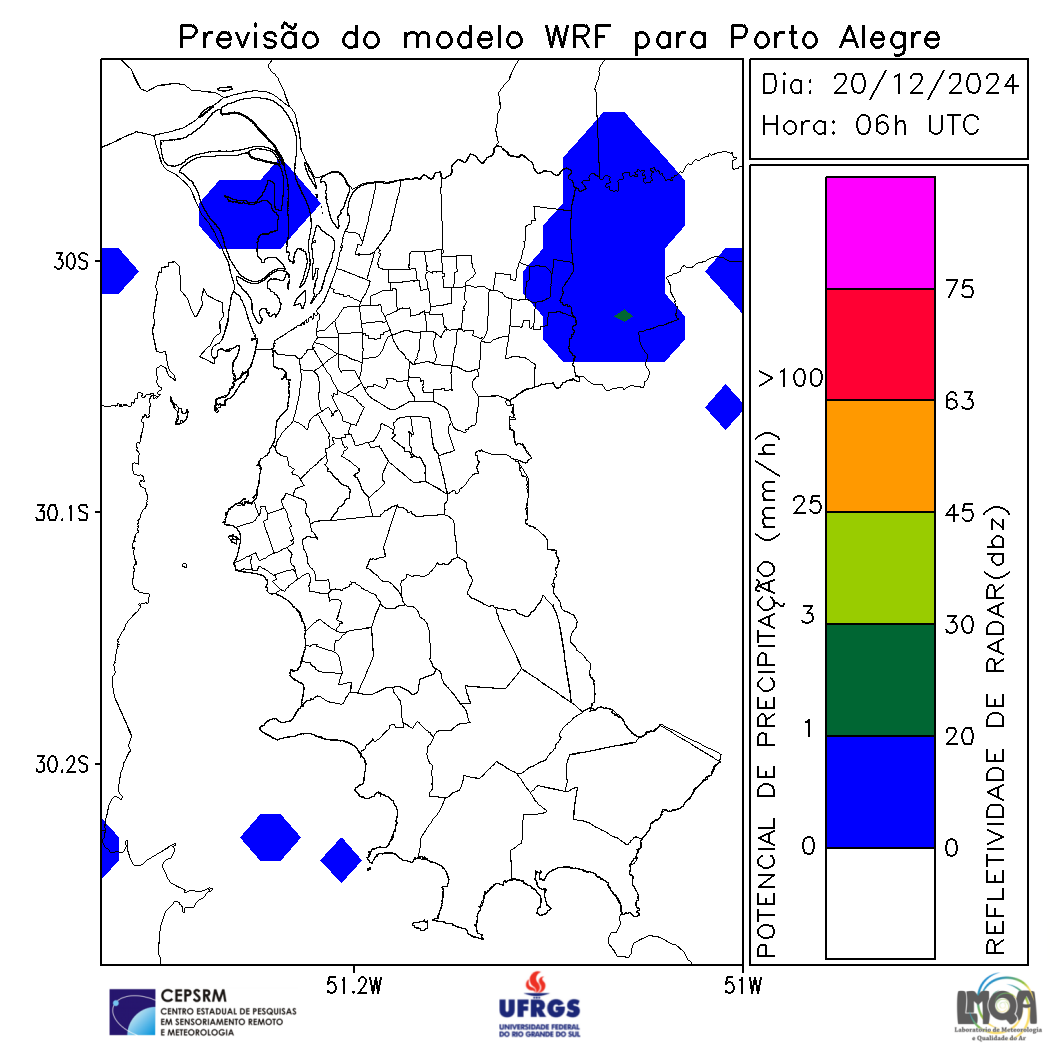 Previsão do modelo WRF para Porto Alegre
Dia: 20/12/2024
Hora: 06h UTC
30S
30.1S
30.2S
51.2W
51W
POTENCIAL DE PRECIPITAÇÃO (mm/h)
>100
25
3
1
0
75
63
45
30
20
0
REFLETIVIDADE DE RADAR(dbz)
CEPSRM
CENTRO ESTADUAL DE PESQUISAS
EM SENSORIAMENTO REMOTO
E METEOROLOGIA
UFRGS
UNIVERSIDADE FEDERAL
DO RIO GRANDE DO SUL
LMQA
Laboratório de Meteorologia
e Qualidade do Ar